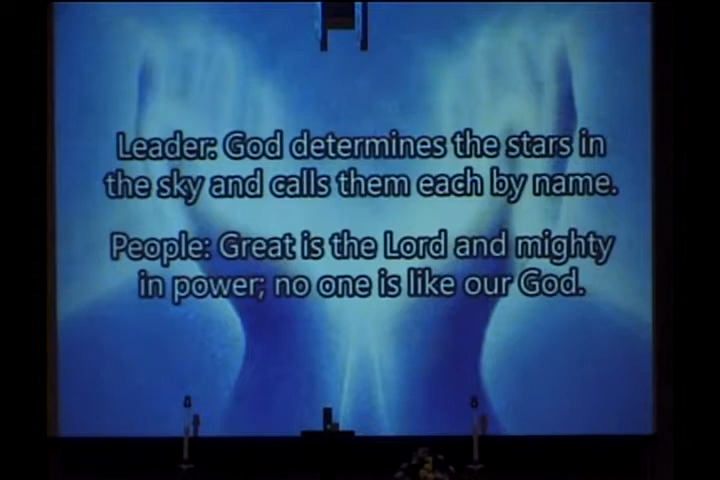 Leader: God determines the stars in
the sky and calls them each by name.
People: Great is the Lord and mighty
in power; no one is like our God.